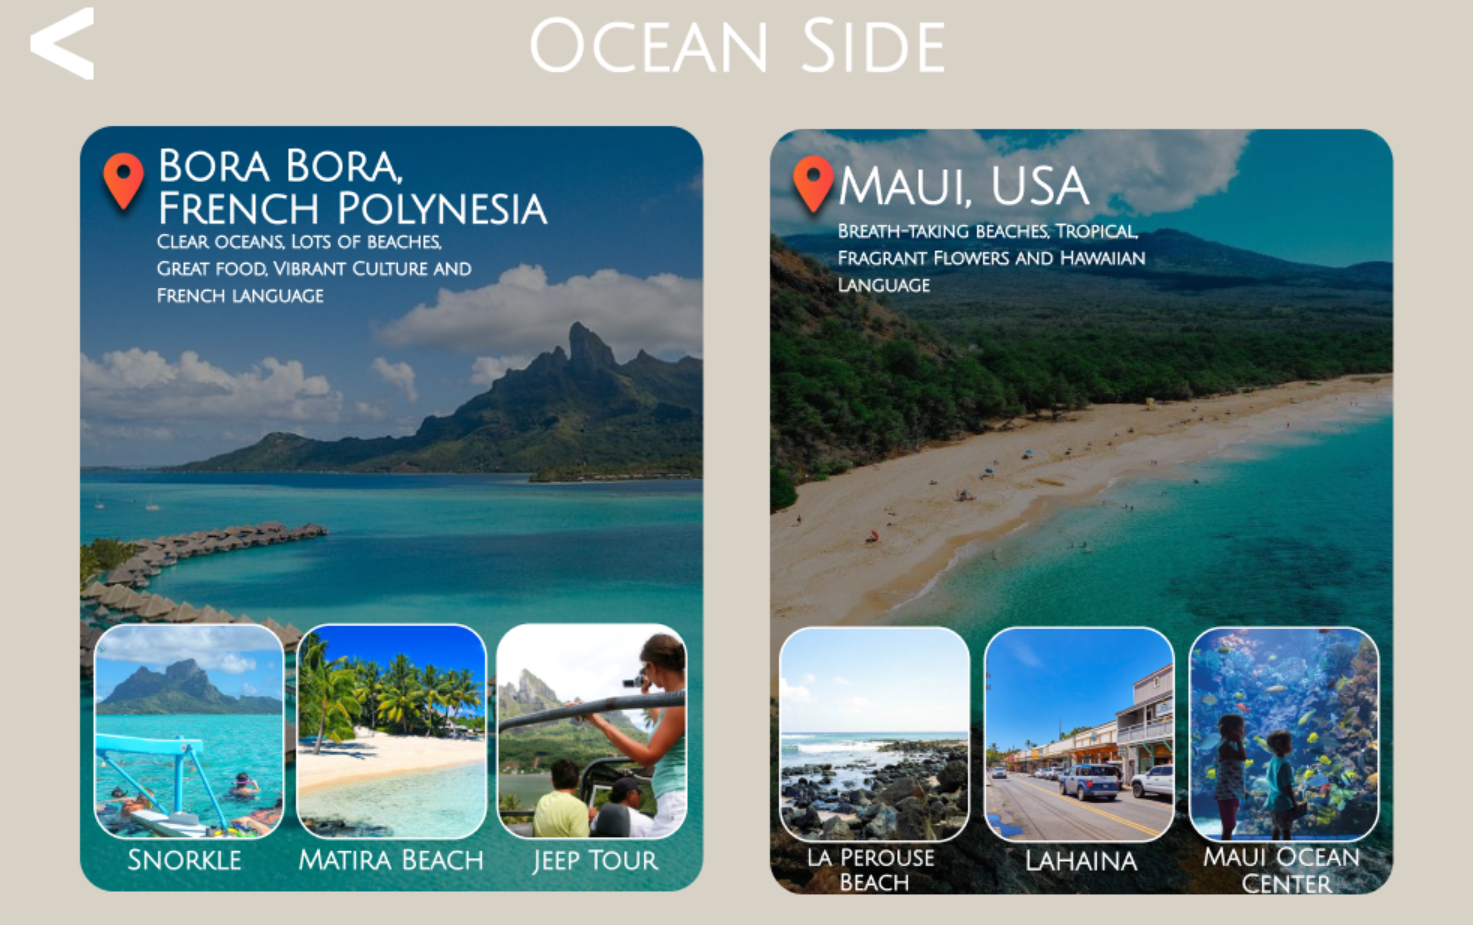 <
Ocean Side
Bora Bora,
French Polynesia
Clear oceans, Lots of beaches,
Great food, Vibrant Culture and
French language
Snorkle
Matira Beach
Jeep Tour
Maui, USA
Breath-taking beaches, Tropical,
Fragrant Flowers and Hawaiian
Language
La Perouse
Beach
Lahaina
Maui Ocean
Center